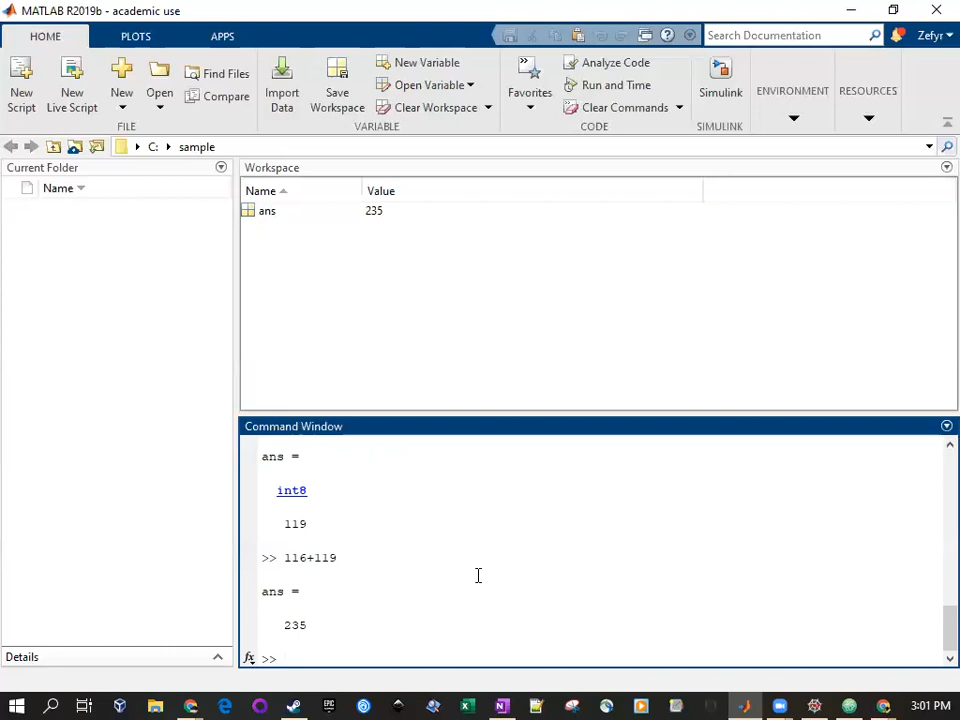 MATLAB R2019b - academic use
HOME PLOTS APPS
Search Documentation
Zefyr
New Script
New Live Script
New
Open
Find Files
Compare
FILE
Import Data
Save Workspace
New Variable
Open Variable
Clear Workspace
VARIABLE
Favorites
Analyze Code
Run and Time
Clear Commands
CODE
Simulink
SIMULINK
ENVIRONMENT
RESOURCES
C: sample
Current Folder
Name
Workspace
Name Value
ans 235
Command Window
ans =
int8
119
>> 116+119
ans =
235
fx >>
Details
3:01 PM